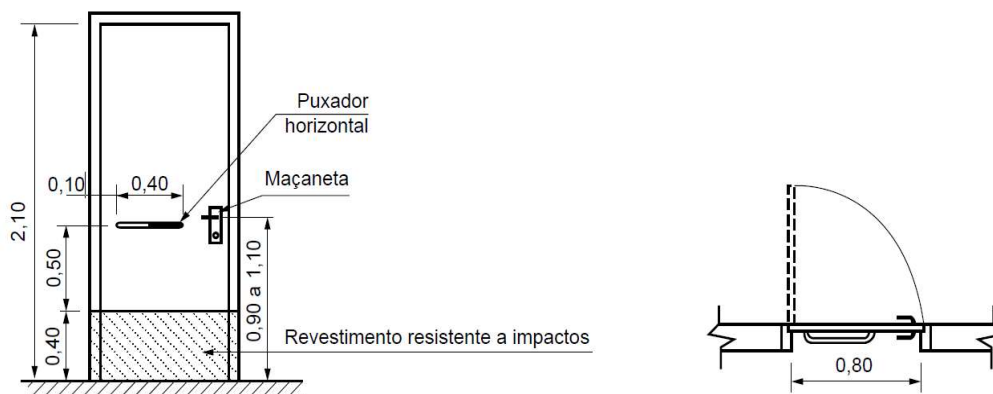 Puxador
horizontal
0,10
0,40
Maçaneta
2,10
0,50
0,90 a 1,10
0,40
Revestimento resistente a impactos
0,80